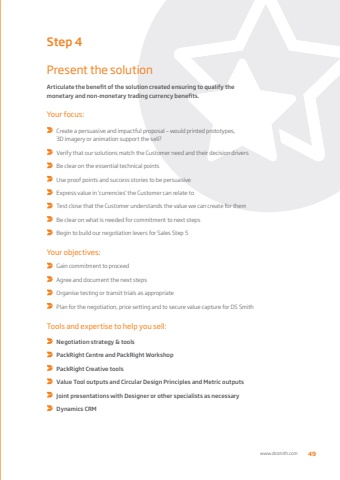 Step 4
Present the solution
Articulate the benefit of the solution created ensuring to qualify the
monetary and non-monetary trading currency benefits.
Your focus:
Create a persuasive and impactful proposal – would printed prototypes,
3D imagery or animation support the sell?
Verify that our solutions match the Customer need and their decision drivers
Be clear on the essential technical points
Use proof points and success stories to be persuasive
Express value in 'currencies' the Customer can relate to
Test close that the Customer understands the value we can create for them
Be clear on what is needed for commitment to next steps
Begin to build our negotiation levers for Sales Step 5
Your objectives:
Gain commitment to proceed
Agree and document the next steps
Organise testing or transit trials as appropriate
Plan for the negotiation, price setting and to secure value capture for DS Smith
Tools and expertise to help you sell:
Negotiation strategy & tools
PackRight Centre and PackRight Workshop
PackRight Creative tools
Value Tool outputs and Circular Design Principles and Metric outputs
Joint presentations with Designer or other specialists as necessary
Dynamics CRM
www.dssmith.com 49